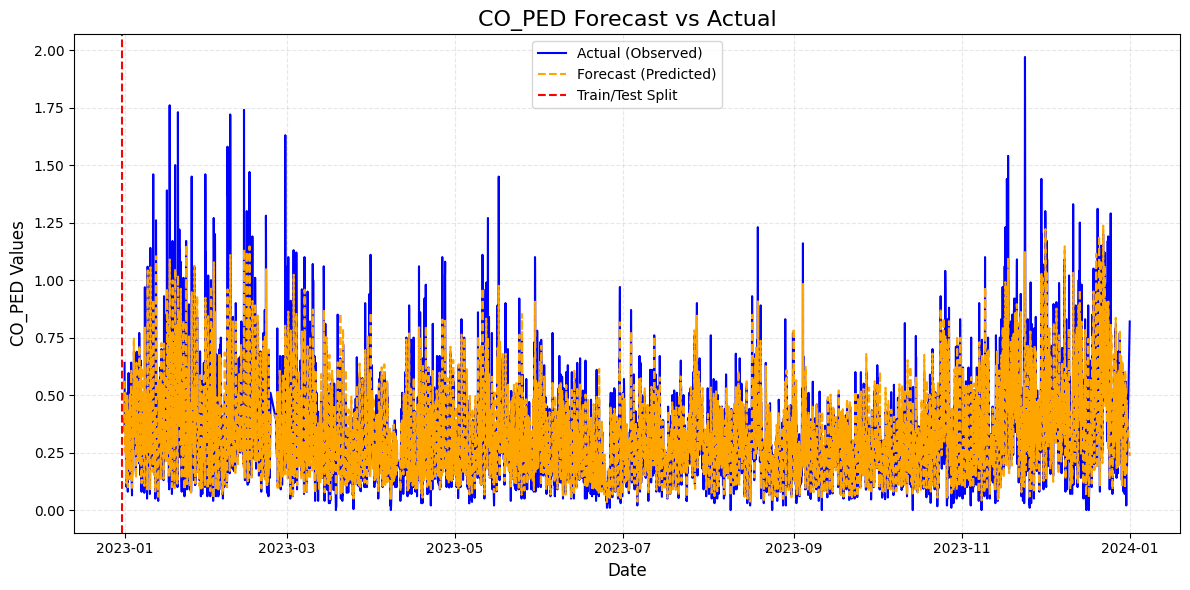 CO_PED Forecast vs Actual
Actual (Observed)
Forecast (Predicted)
Train/Test Split
CO_PED Values
2.00
1.75
1.50
1.25
1.00
0.75
0.50
0.25
0.00
2023-01
2023-03
2023-05
2023-07
2023-09
2023-11
2024-01
Date